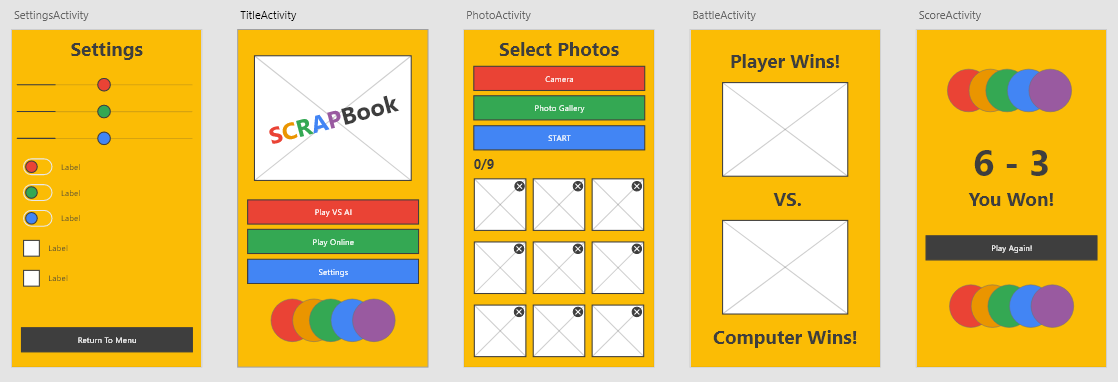 SettingsActivity
Settings
Label
Label
Label
Label
Label
Return To Menu
TitleActivity
SCRAPBook
Play VS AI
Play Online
Settings
PhotoActivity
Select Photos
Camera
Photo Gallery
START
0/9
BattleActivity
Player Wins!
VS.
Computer Wins!
ScoreActivity
6 - 3
You Won!
Play Again!